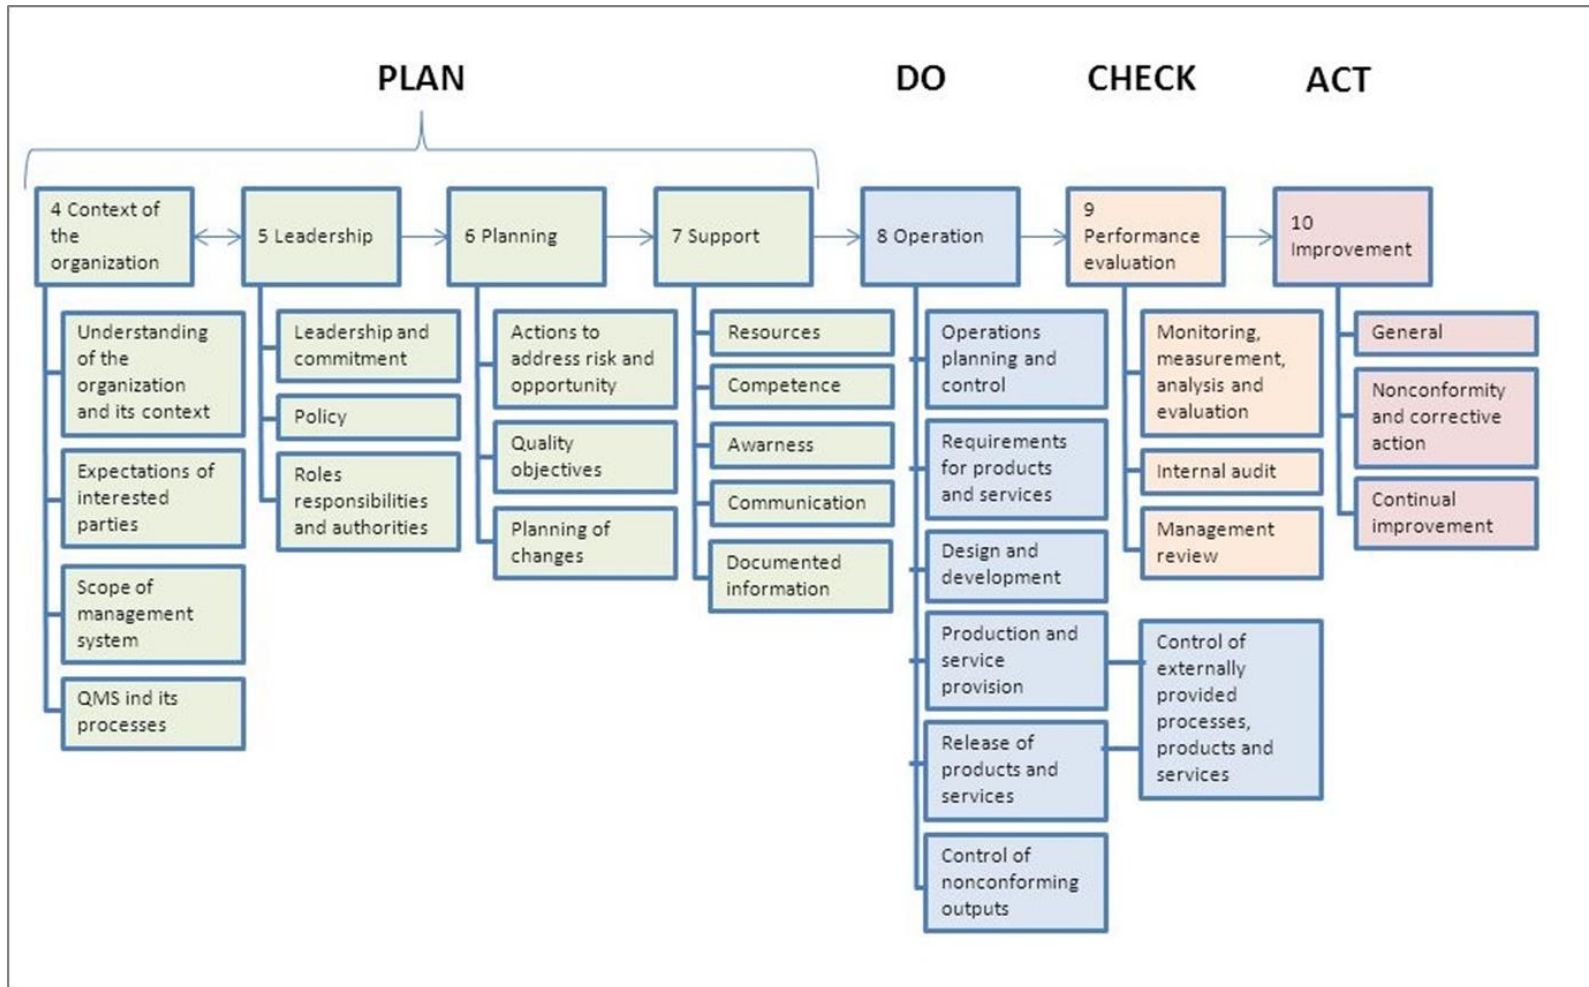 PLAN
DO
CHECK
ACT
4 Context of
the
organization
5 Leadership
6 Planning
7 Support
8 Operation
9
Performance
evaluation
10
Improvement
Understanding
of the
organization
and its context
Expectations of
interested
parties
Scope of
management
system
QMS ind its
processes
Leadership and
commitment
Policy
Roles
responsibilities
and authorities
Actions to
address risk and
opportunity
Quality
objectives
Planning of
changes
Resources
Competence
Awarness
Communication
Documented
information
Operations
planning and
control
Requirements
for products
and services
Design and
development
Production and
service
provision
Release of
products and
services
Control of
nonconforming
outputs
Monitoring,
measurement,
analysis and
evaluation
Internal audit
Management
review
Control of
externally
provided
processes,
products and
services
General
Nonconformity
and corrective
action
Continual
improvement